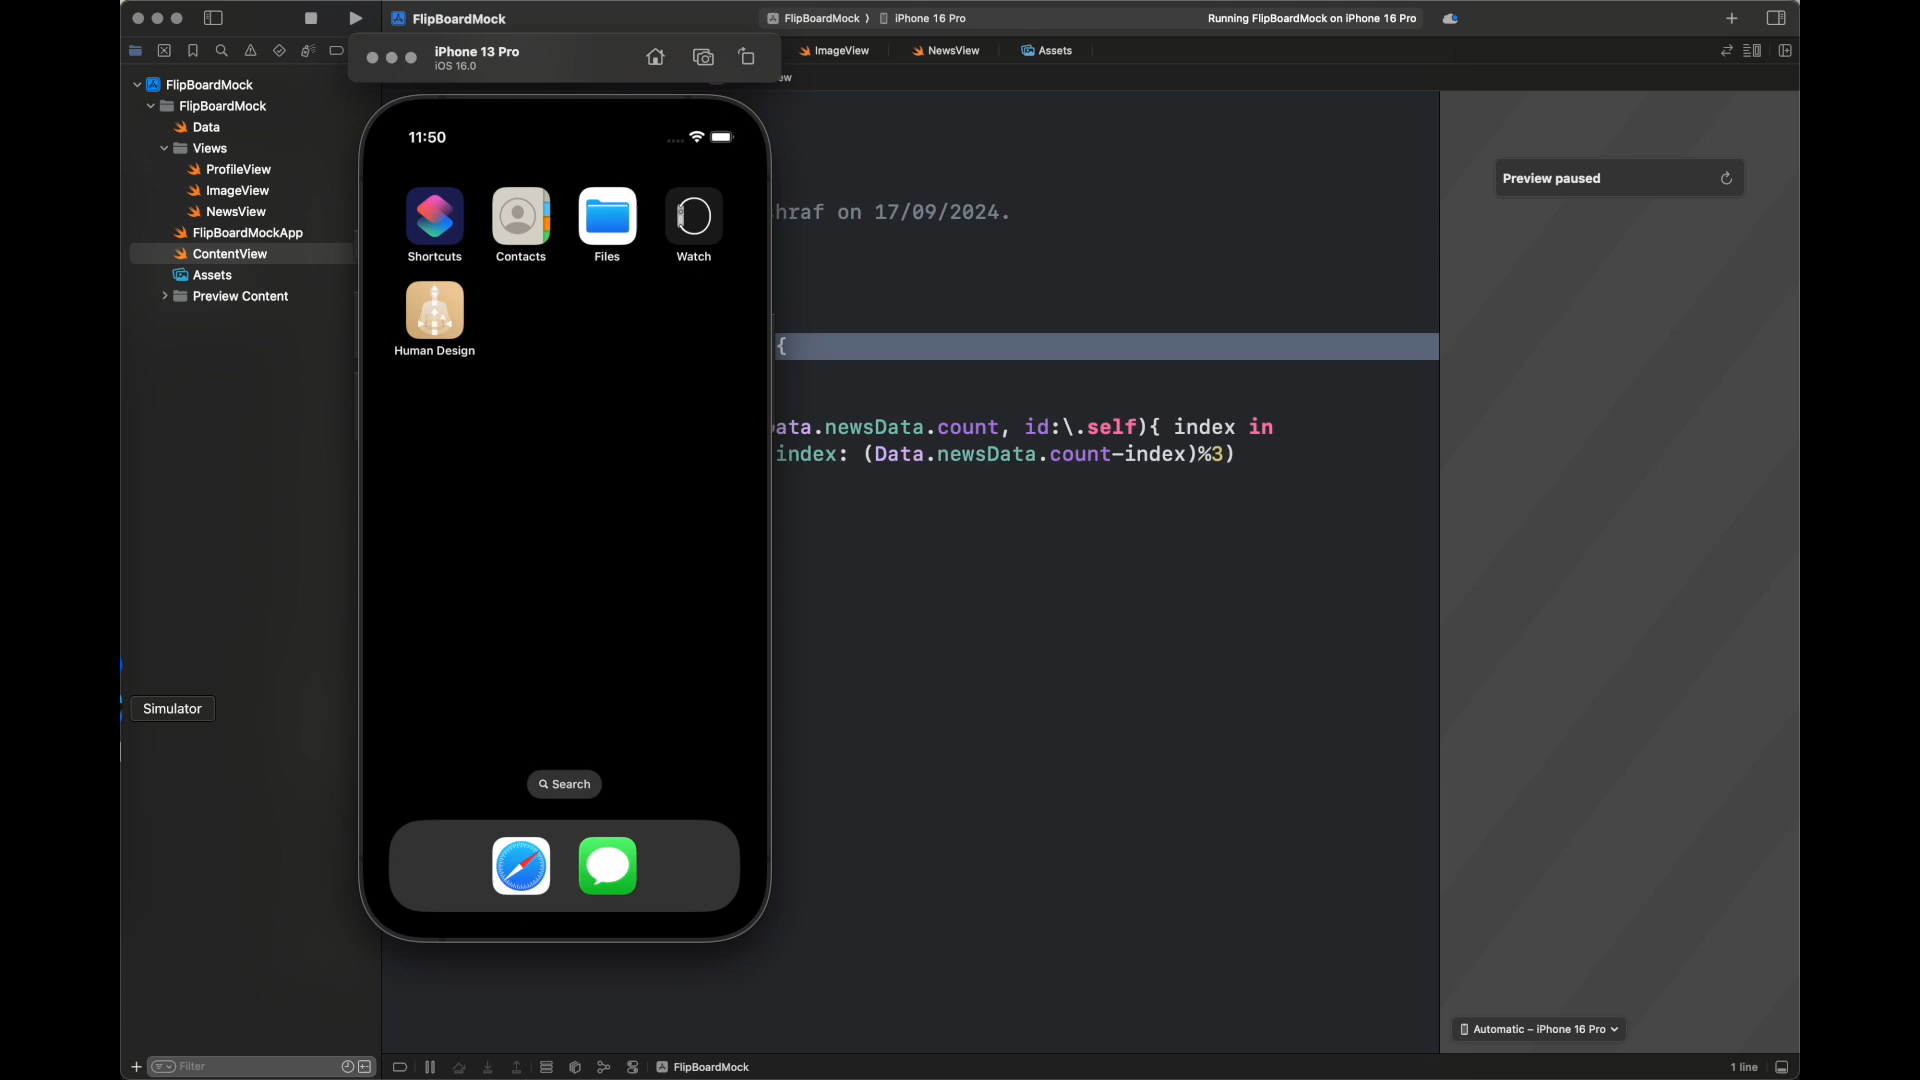 FlipBoardMock
FlipBoardMock ⟩ iPhone 16 Pro
Running FlipBoardMock on iPhone 16 Pro
iPhone 13 Pro
iOS 16.0
ImageView
NewsView
Assets
FlipBoardMock
FlipBoardMock
Data
Views
ProfileView
ImageView
NewsView
FlipBoardMockApp
ContentView
Assets
Preview Content
11:50
Shortcuts
Contacts
Files
Watch
Human Design
Search
hraf on 17/09/2024.
{
ata.newsData.count, id:\.self){ index in
index: (Data.newsData.count-index)%3)
Preview paused
Simulator
Automatic – iPhone 16 Pro
Filter
FlipBoardMock
1 line